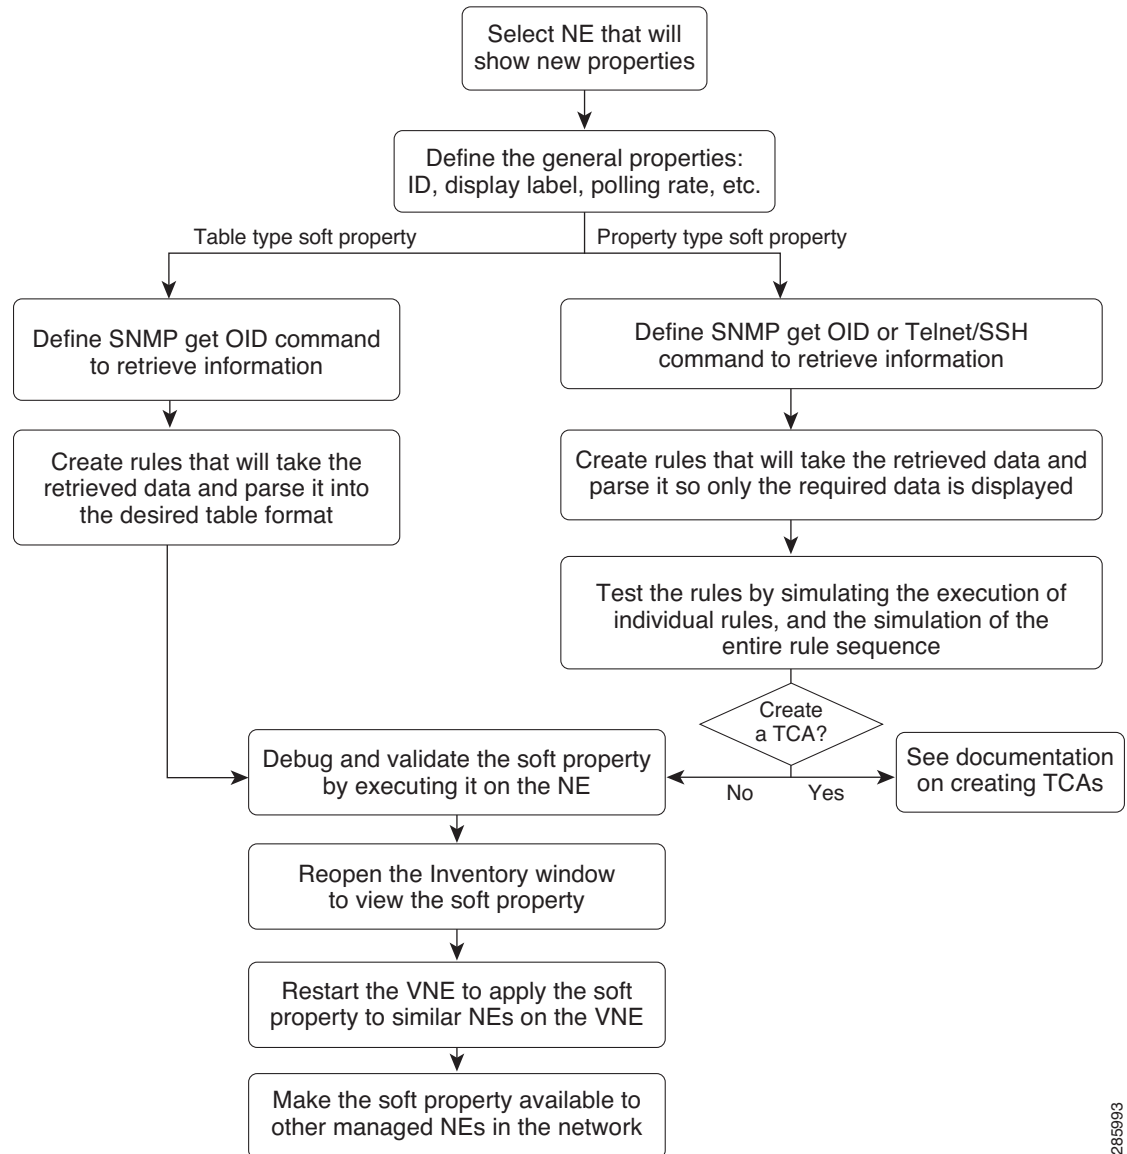 Select NE that will
show new properties
Define the general properties:
ID, display label, polling rate, etc.
Table type soft property
Property type soft property
Define SNMP get OID command
to retrieve information
Define SNMP get OID or Telnet/SSH
command to retrieve information
Create rules that will take the
retrieved data and parse it into
the desired table format
Create rules that will take the retrieved data and
parse it so only the required data is displayed
Test the rules by simulating the execution of
individual rules, and the simulation of the
entire rule sequence
Create
a TCA?
No
Yes
See documentation
on creating TCAs
Debug and validate the soft property
by executing it on the NE
Reopen the Inventory window
to view the soft property
Restart the VNE to apply the soft
property to similar NEs on the VNE
Make the soft property available to
other managed NEs in the network
285993